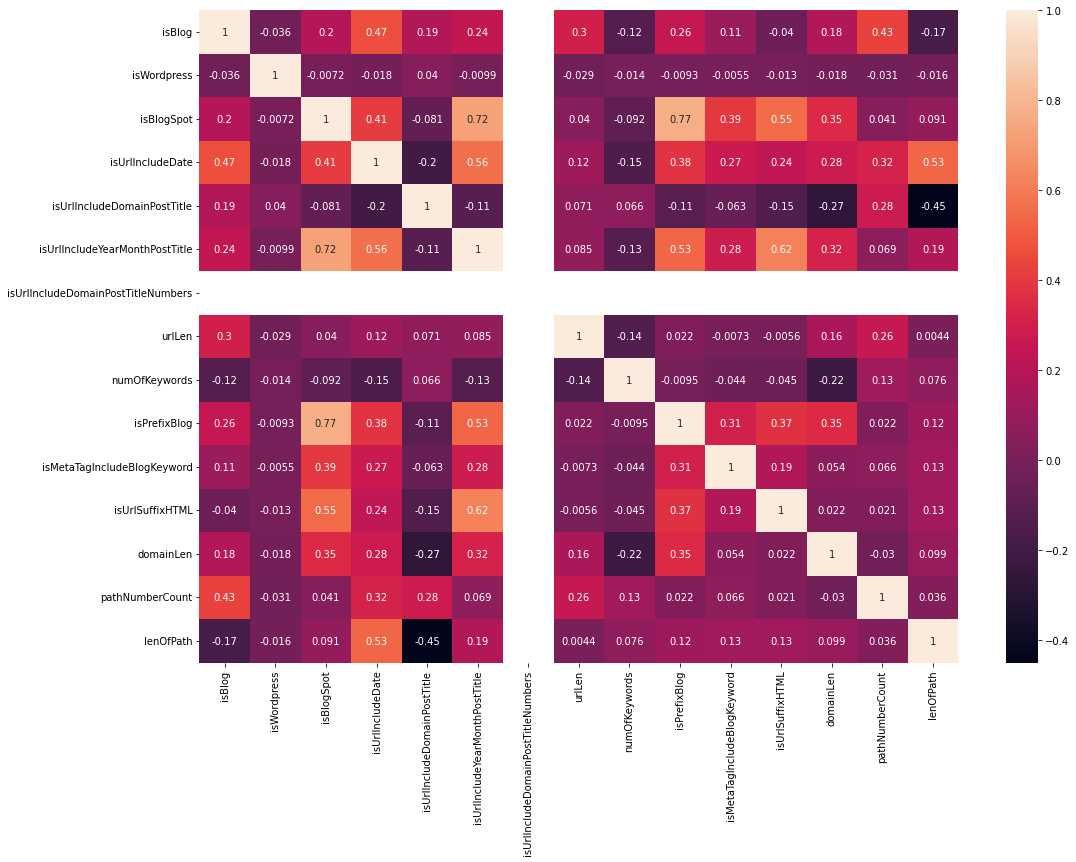 isBlog 1 -0.036 0.2 0.47 0.19 0.24 0.3 -0.12 0.26 0.11 -0.04 0.18 0.43 -0.17
isWordpress -0.036 1 -0.0072 -0.018 0.04 -0.0099 -0.029 -0.014 -0.0093 -0.0055 -0.013 -0.018 -0.031 -0.016
isBlogSpot 0.2 -0.0072 1 0.41 -0.081 0.72 0.04 -0.092 0.77 0.39 0.55 0.35 0.041 0.091
isUrlIncludeDate 0.47 -0.018 0.41 1 -0.2 0.56 0.12 -0.15 0.38 0.27 0.24 0.28 0.32 0.53
isUrlIncludeDomainPostTitle 0.19 0.04 -0.081 -0.2 1 -0.11 0.071 0.066 -0.11 -0.063 -0.15 -0.27 0.28 -0.45
isUrlIncludeYearMonthPostTitle 0.24 -0.0099 0.72 0.56 -0.11 1 0.085 -0.13 0.53 0.28 0.62 0.32 0.069 0.19
isUrlIncludeDomainPostTitleNumbers
urlLen 0.3 -0.029 0.04 0.12 0.071 0.085 1 -0.14 0.022 -0.0073 -0.0056 0.16 0.26 0.0044
numOfKeywords -0.12 -0.014 -0.092 -0.15 0.066 -0.13 -0.14 1 -0.0095 -0.044 -0.045 -0.22 0.13 0.076
isPrefixBlog 0.26 -0.0093 0.77 0.38 -0.11 0.53 0.022 -0.0095 1 0.31 0.37 0.35 0.022 0.12
isMetaTagIncludeBlogKeyword 0.11 -0.0055 0.39 0.27 -0.063 0.28 -0.0073 -0.044 0.31 1 0.19 0.054 0.066 0.13
isUrlSuffixHTML -0.04 -0.013 0.55 0.24 -0.15 0.62 -0.0056 -0.045 0.37 0.19 1 0.022 0.021 0.13
domainLen 0.18 -0.018 0.35 0.28 -0.27 0.32 0.16 -0.22 0.35 0.054 0.022 1 -0.03 0.099
pathNumberCount 0.43 -0.031 0.041 0.32 0.28 0.069 0.26 0.13 0.022 0.066 0.021 -0.03 1 0.036
lenOfPath -0.17 -0.016 0.091 0.53 -0.45 0.19 0.0044 0.076 0.12 0.13 0.13 0.099 0.036 1
isBlog
isWordpress
isBlogSpot
isUrlIncludeDate
isUrlIncludeDomainPostTitle
isUrlIncludeYearMonthPostTitle
isUrlIncludeDomainPostTitleNumbers
urlLen
numOfKeywords
isPrefixBlog
isMetaTagIncludeBlogKeyword
isUrlSuffixHTML
domainLen
pathNumberCount
lenOfPath
1.0
0.8
0.6
0.4
0.2
0.0
−0.2
−0.4